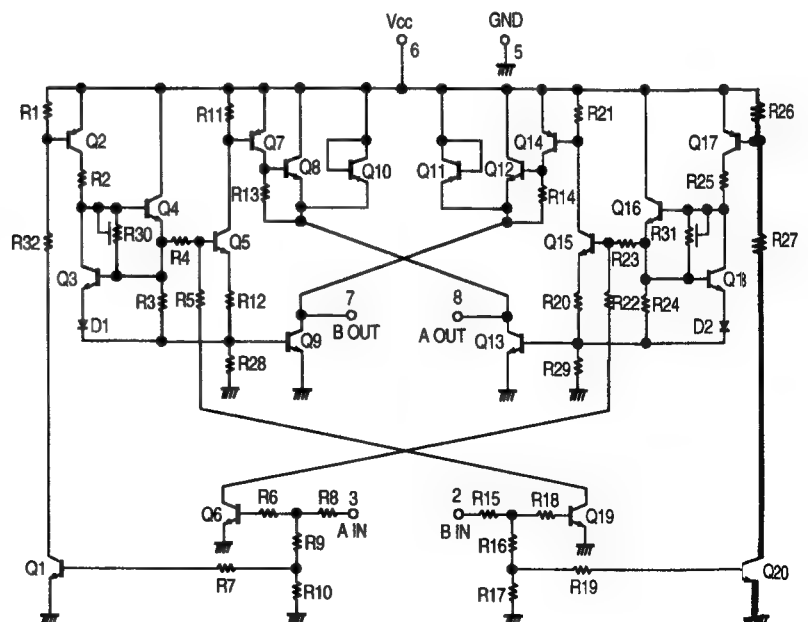 Vcc
GND
6
5
R1
Q2
R11
Q7
Q8
Q10
Q11
Q12
Q14
R21
Q17
R26
R2
R13
R14
R25
Q4
Q16
R32
R30
R4
Q5
Q15
R23
R31
R27
Q3
R3
R5
R12
R20
R22
R24
Q18
D1
7
8
D2
B OUT
A OUT
Q9
Q13
R28
R29
Q6
R6
R8
3
2
R15
R18
Q19
A IN
B IN
R9
R16
Q1
R7
R10
R17
R19
Q20